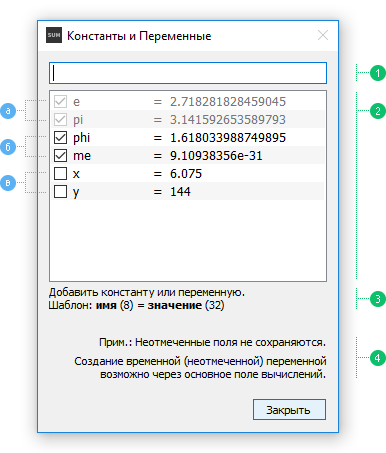 SUM Константы и Переменные
1
2
а
e = 2.718281828459045
pi = 3.141592653589793
б
phi = 1.618033988749895
me = 9.10938356e-31
в
x = 6.075
y = 144
Добавить константу или переменную.
Шаблон: имя (8) = значение (32)
3
Прим.: Неотмеченные поля не сохраняются.
4
Создание временной (неотмеченной) переменной
возможно через основное поле вычислений.
Закрыть